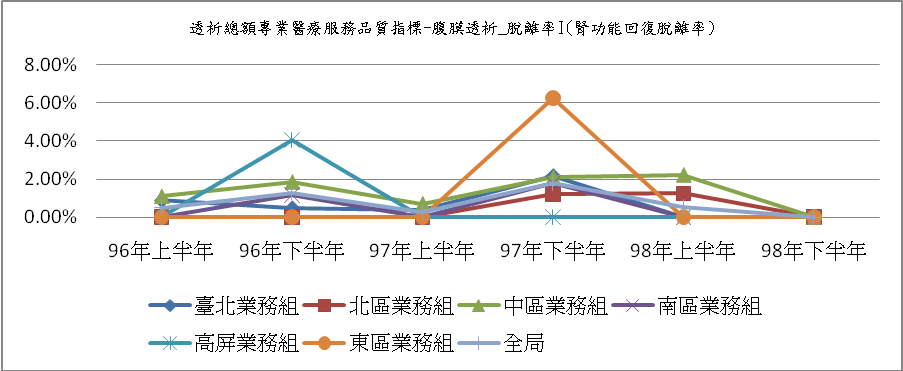 透析總額專業醫療服務品質指標-腹膜透析_脫離率I(腎功能回復脫離率)
8.00%
6.00%
4.00%
2.00%
0.00%
96年上半年 96年下半年 97年上半年 97年下半年 98年上半年 98年下半年
臺北業務組 北區業務組 中區業務組 南區業務組
高屏業務組 東區業務組 全局